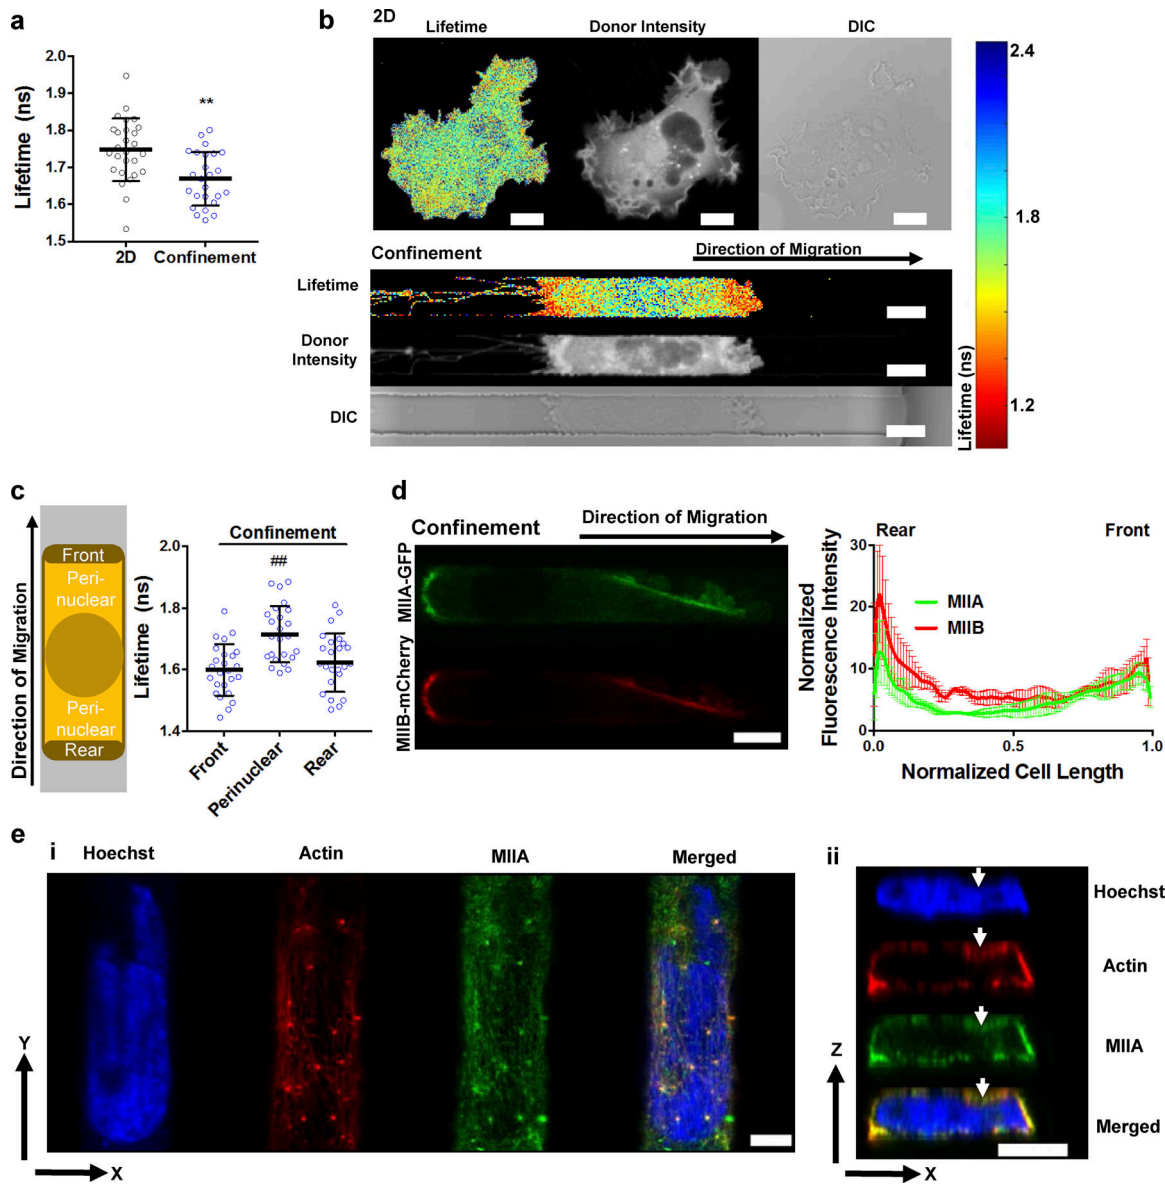 a
2.0
1.9
1.8
1.7
1.6
1.5
Lifetime (ns)
**
2D
Confinement
b
2D
Lifetime
Donor Intensity
DIC
2.4
1.8
1.2
Lifetime (ns)
Confinement
Direction of Migration
Lifetime
Donor
Intensity
DIC
c
Direction of Migration
Front
Peri-
nuclear
Peri-
nuclear
Rear
Confinement
##
2.0
1.8
1.6
1.4
Lifetime (ns)
Front
Perinuclear
Rear
d
Confinement
Direction of Migration
MIIA-GFP
MIIB-mCherry
Rear
Front
Normalized
Fluorescence Intensity
30
20
10
0
MIIA
MIIB
0.0
0.5
1.0
Normalized Cell Length
e
i
Hoechst
Actin
MIIA
Merged
Y
X
ii
Hoechst
Actin
MIIA
Merged
Z
X